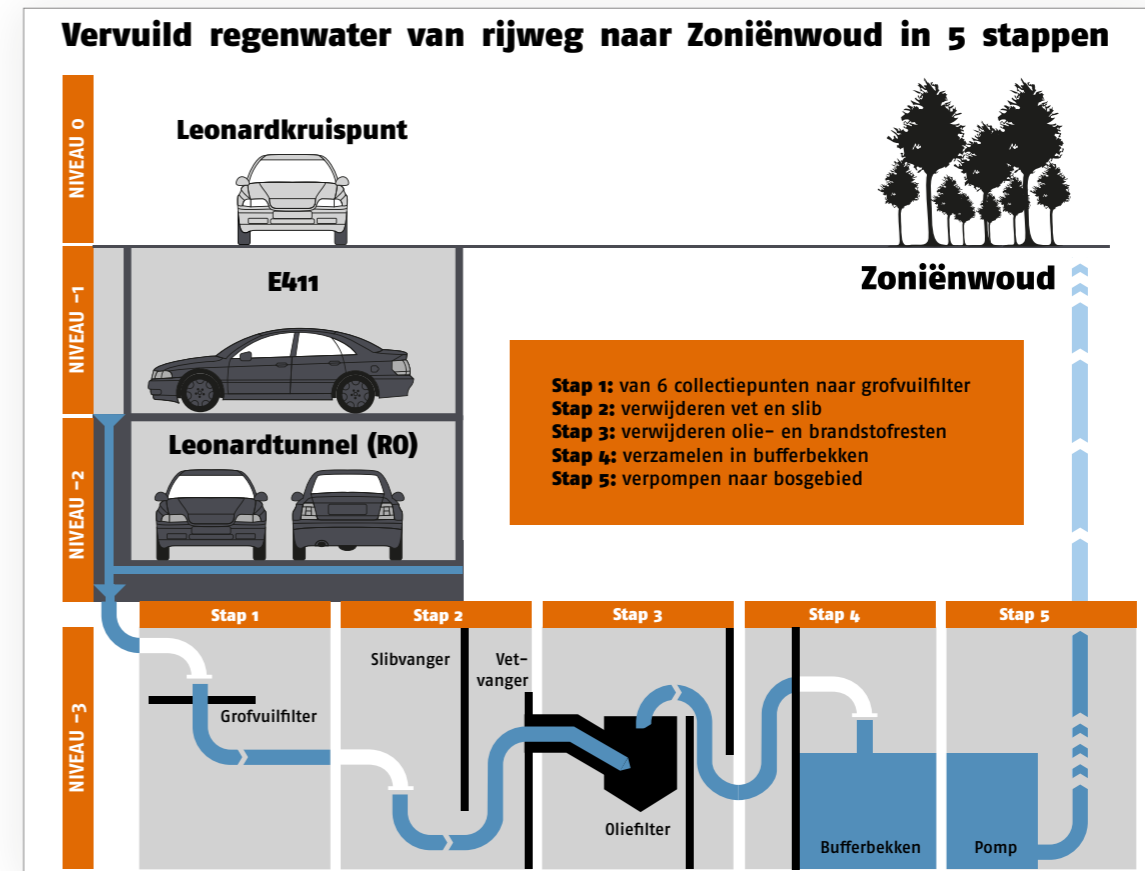 Vervuild regenwater van rijweg naar Zoniënwoud in 5 stappen
NIVEAU 0
Leonardkruispunt
NIVEAU -1
E411
Zoniënwoud
Stap 1: van 6 collectiepunten naar grofvuilfilter
Stap 2: verwijderen vet en slib
Stap 3: verwijderen olie- en brandstofresten
Stap 4: verzamelen in bufferbekken
Stap 5: verpompen naar bosgebied
NIVEAU -2
Leonardtunnel (R0)
Stap 1
Stap 2
Stap 3
Stap 4
Stap 5
NIVEAU -3
Grofvuilfilter
Slibvanger
Vet-
vanger
Oliefilter
Bufferbekken
Pomp